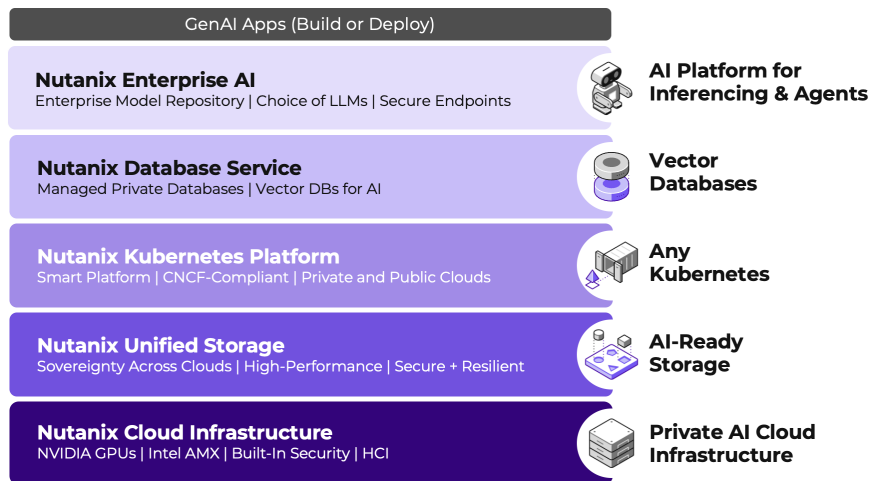 GenAI Apps (Build or Deploy)
Nutanix Enterprise AI
Enterprise Model Repository | Choice of LLMs | Secure Endpoints
AI Platform for
Inferencing & Agents
Nutanix Database Service
Managed Private Databases | Vector DBs for AI
Vector
Databases
Nutanix Kubernetes Platform
Smart Platform | CNCF-Compliant | Private and Public Clouds
Any
Kubernetes
Nutanix Unified Storage
Sovereignty Across Clouds | High-Performance | Secure + Resilient
AI-Ready
Storage
Nutanix Cloud Infrastructure
NVIDIA GPUs | Intel AMX | Built-In Security | HCI
Private AI Cloud
Infrastructure